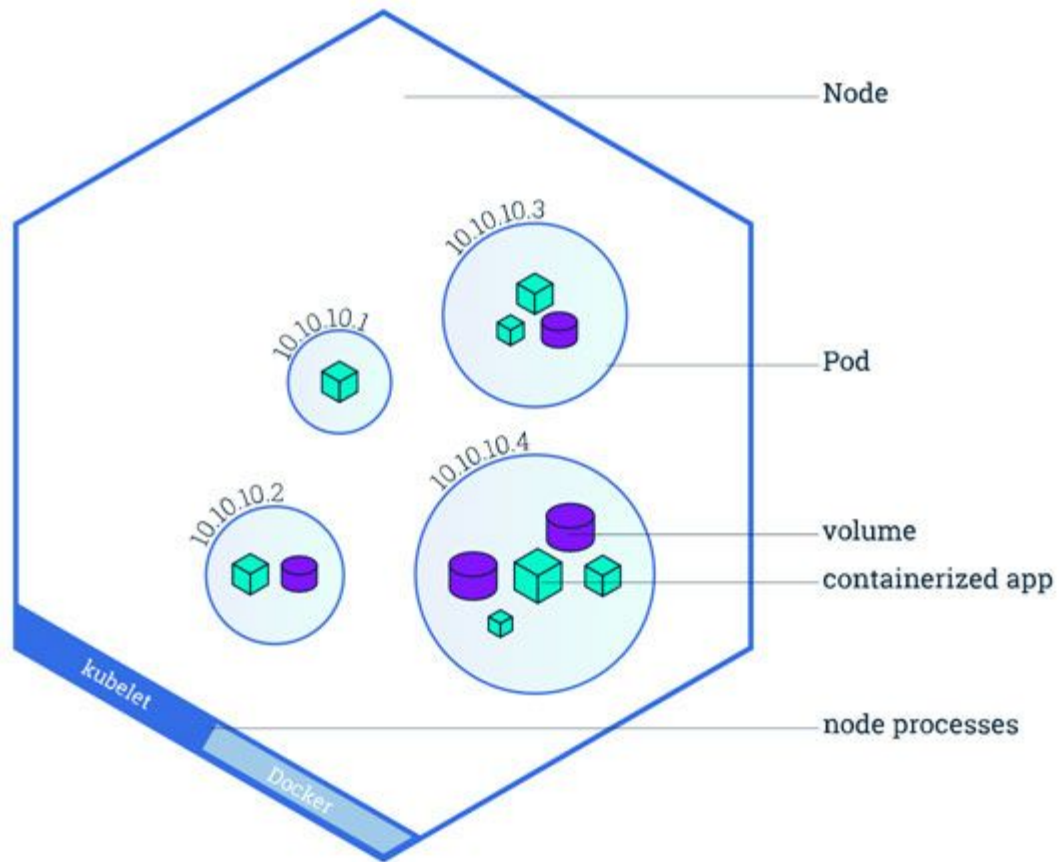 Node
10.10.10.3
10.10.10.1
Pod
10.10.10.4
10.10.10.2
volume
containerized app
kubelet
node processes
Docker